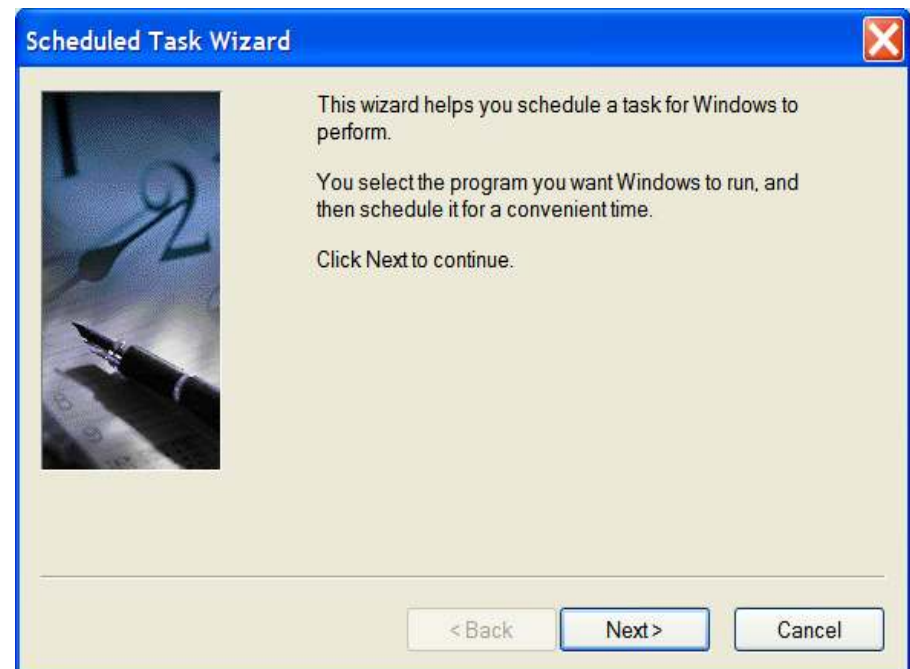 Scheduled Task Wizard
This wizard helps you schedule a task for Windows to
perform.
You select the program you want Windows to run, and
then schedule it for a convenient time.
Click Next to continue.
< Back
Next >
Cancel